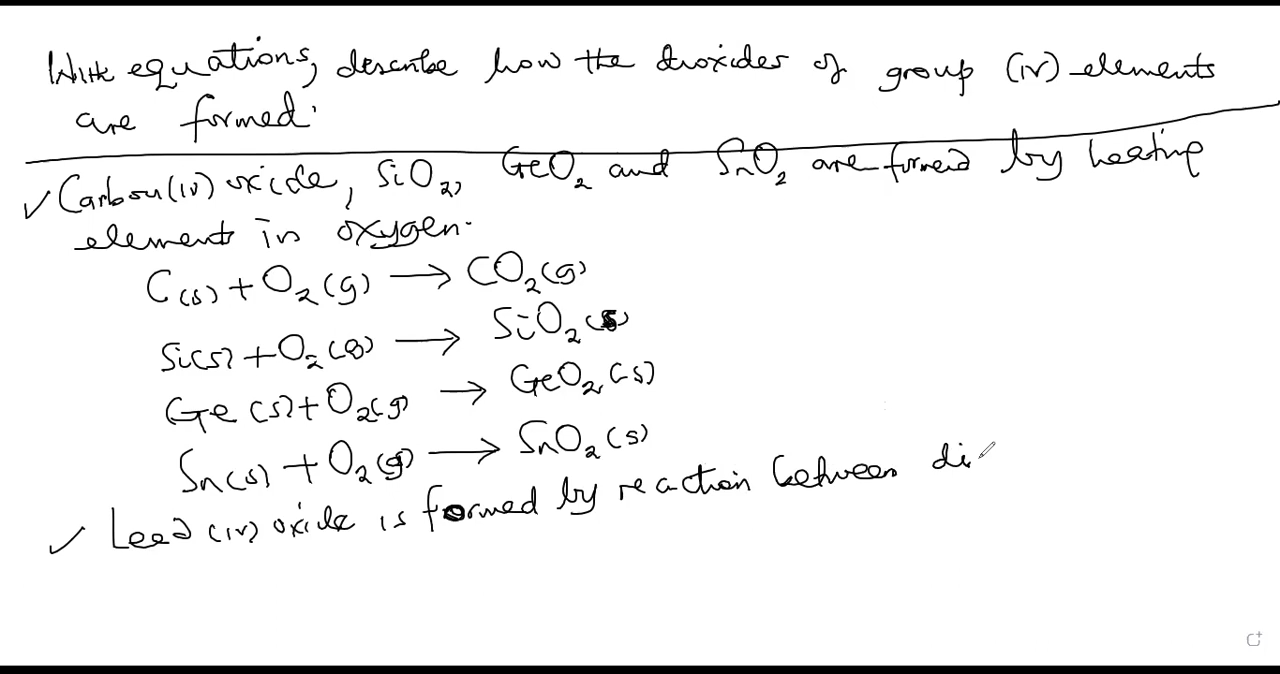 With equations, describe how the dioxides of group (iv) elements
are formed.
✓ Carbon(iv) oxide, SiO₂, GeO₂ and SnO₂ are formed by heating
elements in oxygen.
C(s) + O₂(g) → CO₂(g)
Si(s) + O₂(g) → SiO₂(s)
Ge(s) + O₂(g) → GeO₂(s)
Sn(s) + O₂(g) → SnO₂(s)
✓ Lead (iv) oxide is formed by reaction between di